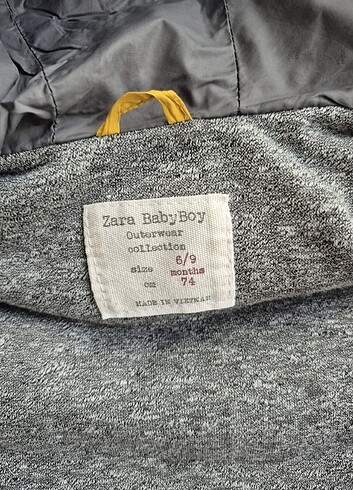 Zara BabyBoy
Outerwear
collection
size 6/9
months
cm 74
MADE IN VIETNAM